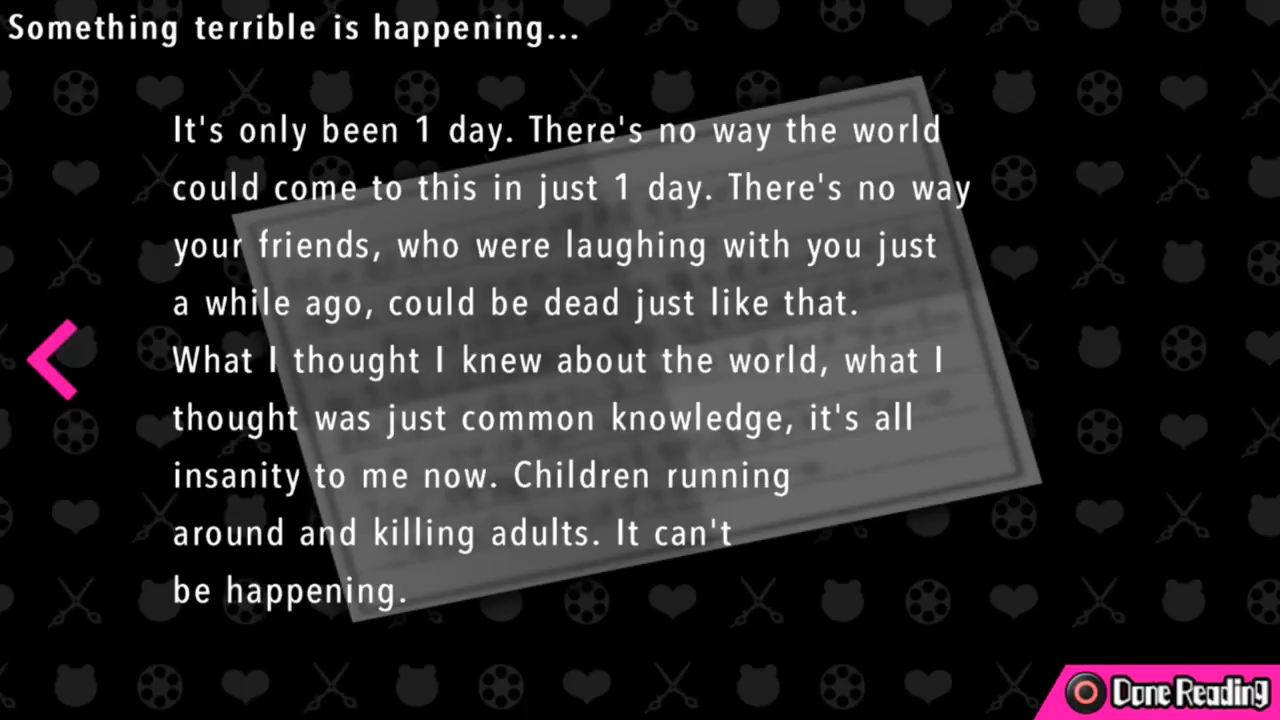 Something terrible is happening...
It's only been 1 day. There's no way the world
could come to this in just 1 day. There's no way
your friends, who were laughing with you just
a while ago, could be dead just like that.
What I thought I knew about the world, what I
thought was just common knowledge, it's all
insanity to me now. Children running
around and killing adults. It can't
be happening.
Done Reading